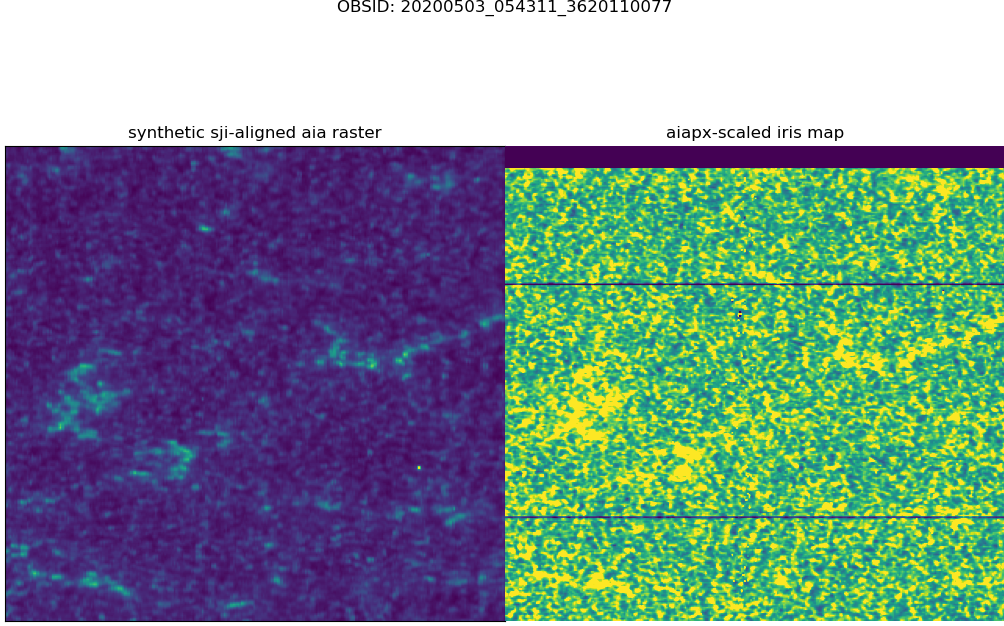 OBSID: 20200503_054311_3620110077
synthetic sji-aligned aia raster
aiapx-scaled iris map